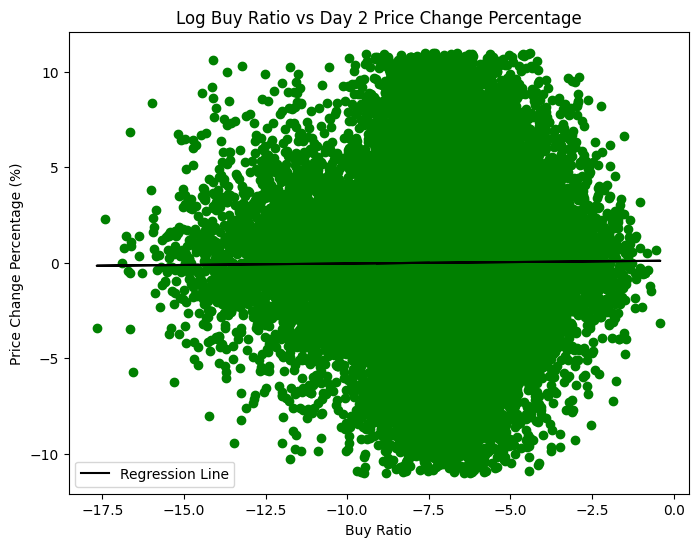 Log Buy Ratio vs Day 2 Price Change Percentage
Price Change Percentage (%)
10
5
0
−5
−10
Regression Line
−17.5 −15.0 −12.5 −10.0 −7.5 −5.0 −2.5 0.0
Buy Ratio